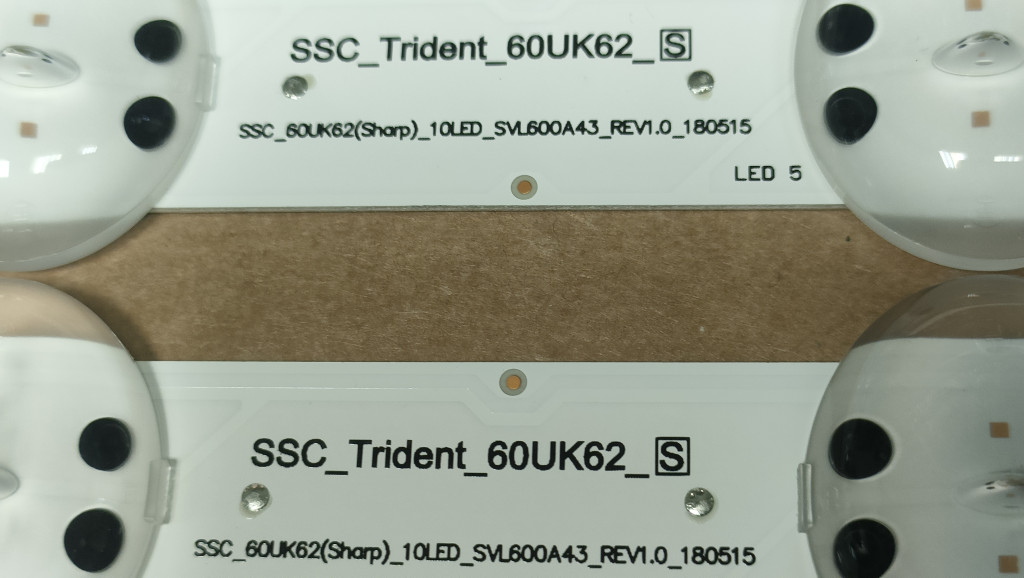 SSC_Trident_60UK62_S
SSC_60UK62(Sharp)_10LED_SVL600A43_REV1.0_180515
LED 5
SSC_Trident_60UK62_S
SSC_60UK62(Sharp)_10LED_SVL600A43_REV1.0_180515